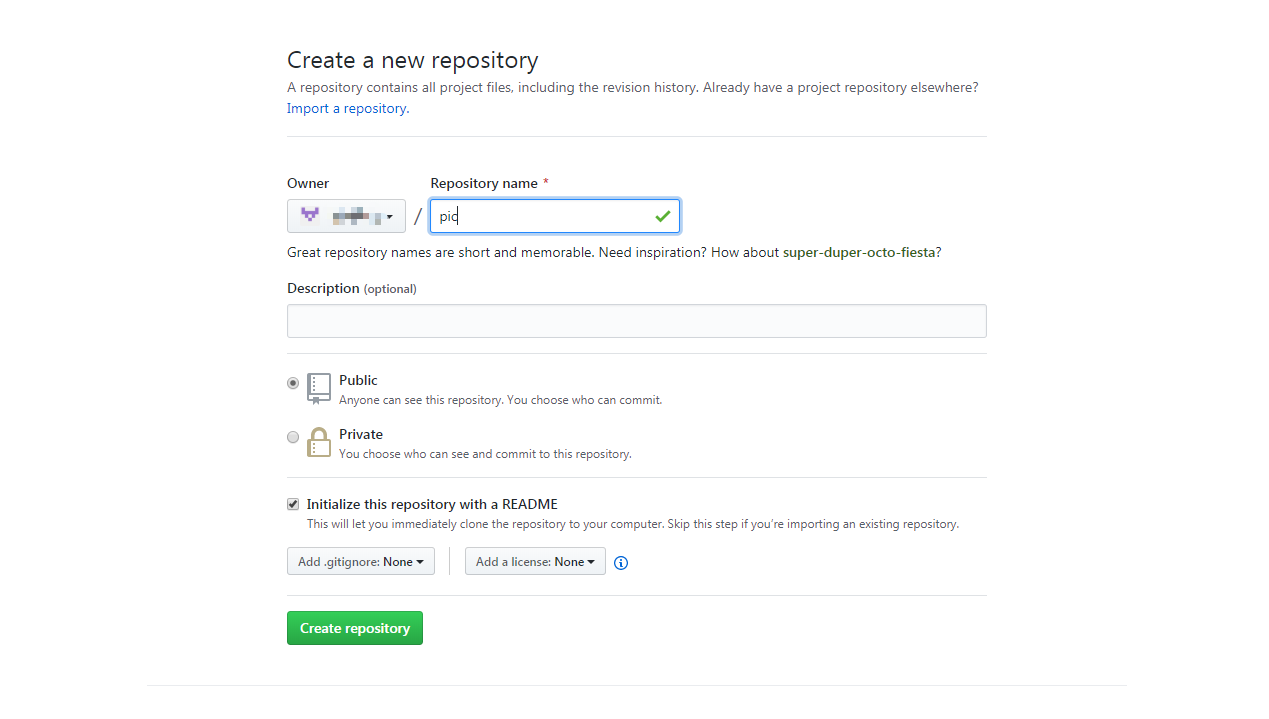 Create a new repository
A repository contains all project files, including the revision history. Already have a project repository elsewhere?
Import a repository.
Owner Repository name *
/ pic
Great repository names are short and memorable. Need inspiration? How about super-duper-octo-fiesta?
Description (optional)
Public
Anyone can see this repository. You choose who can commit.
Private
You choose who can see and commit to this repository.
Initialize this repository with a README
This will let you immediately clone the repository to your computer. Skip this step if you’re importing an existing repository.
Add .gitignore: None Add a license: None
Create repository